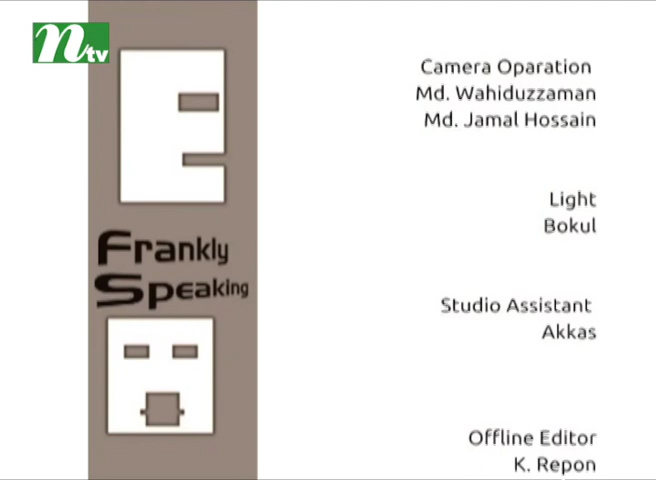 ntv
Frankly
Speaking
Camera Oparation
Md. Wahiduzzaman
Md. Jamal Hossain
Light
Bokul
Studio Assistant
Akkas
Offline Editor
K. Repon